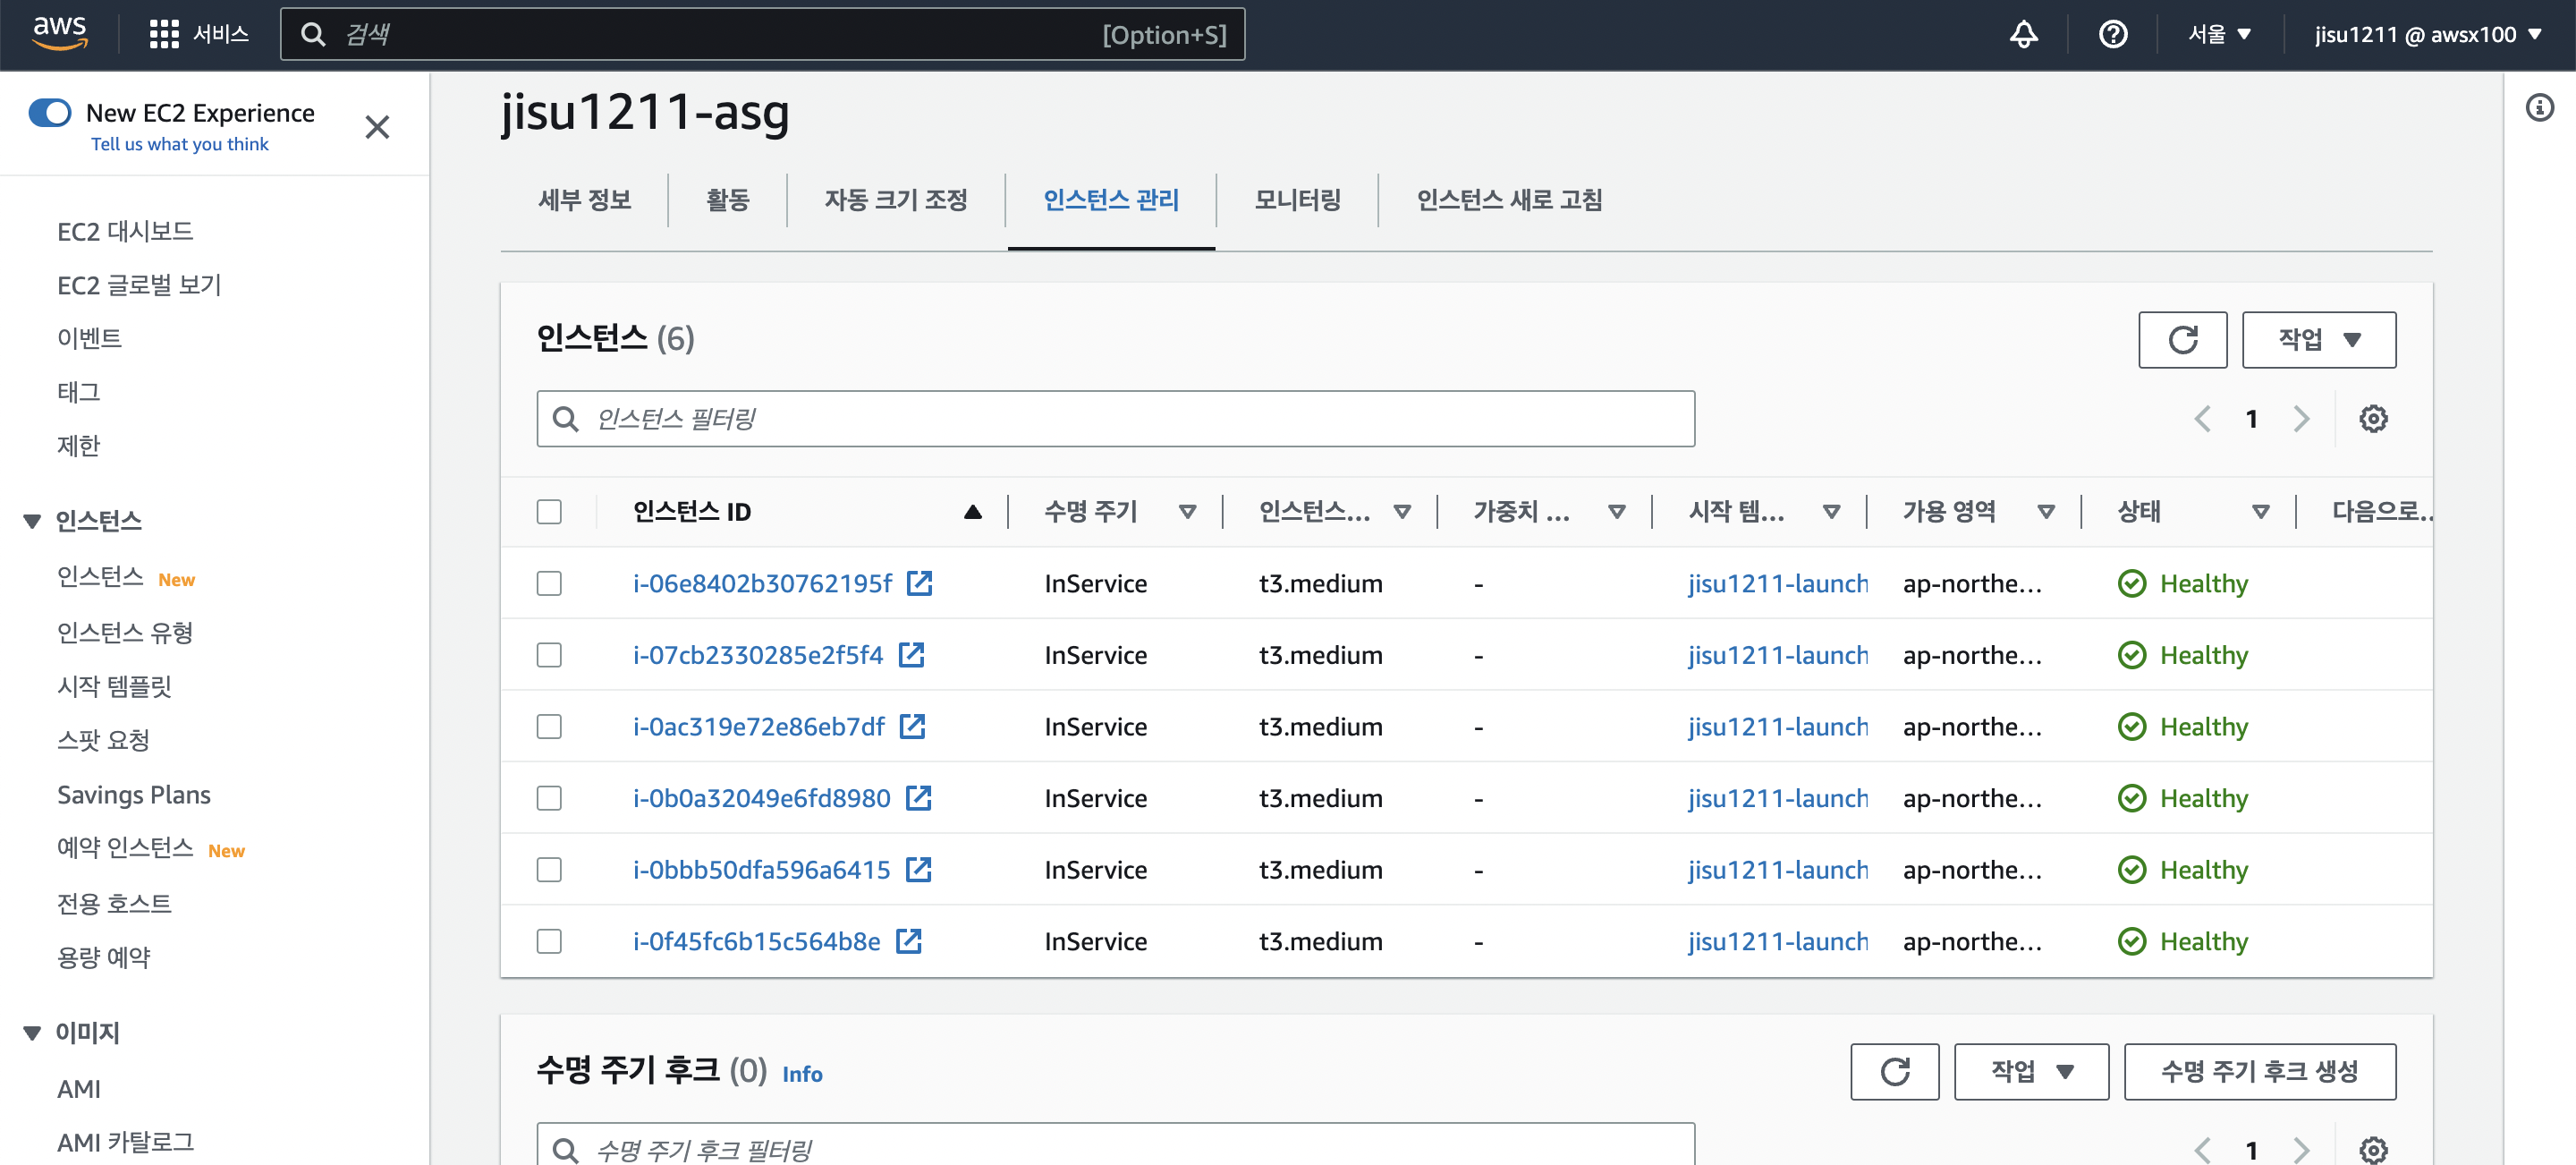 aws
서비스
검색
[Option+S]
서울 ▼
jisu1211 @ awsx100 ▼
New EC2 Experience
Tell us what you think
EC2 대시보드
EC2 글로벌 보기
이벤트
태그
제한
▼ 인스턴스
인스턴스 New
인스턴스 유형
시작 템플릿
스팟 요청
Savings Plans
예약 인스턴스 New
전용 호스트
용량 예약
▼ 이미지
AMI
AMI 카탈로그
jisu1211-asg
세부 정보 활동 자동 크기 조정 인스턴스 관리 모니터링 인스턴스 새로 고침
인스턴스 (6)
작업 ▼
인스턴스 필터링
1
인스턴스 ID 수명 주기 인스턴스... 가중치 ... 시작 템... 가용 영역 상태 다음으로..
i-06e8402b30762195f InService t3.medium - jisu1211-launch ap-northe... Healthy
i-07cb2330285e2f5f4 InService t3.medium - jisu1211-launch ap-northe... Healthy
i-0ac319e72e86eb7df InService t3.medium - jisu1211-launch ap-northe... Healthy
i-0b0a32049e6fd8980 InService t3.medium - jisu1211-launch ap-northe... Healthy
i-0bbb50dfa596a6415 InService t3.medium - jisu1211-launch ap-northe... Healthy
i-0f45fc6b15c564b8e InService t3.medium - jisu1211-launch ap-northe... Healthy
수명 주기 후크 (0) Info
작업 ▼
수명 주기 후크 생성
수명 주기 후크 필터링
1